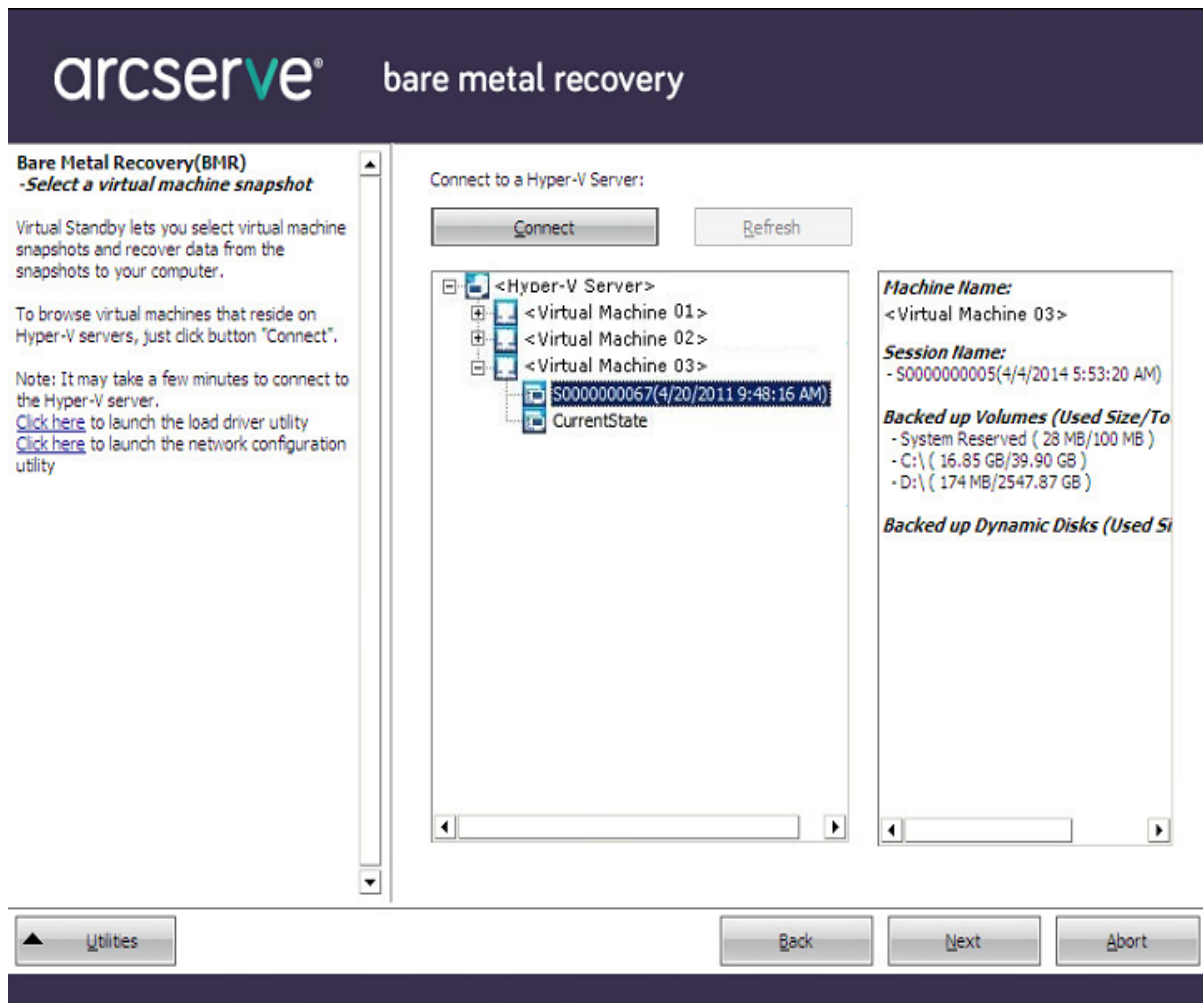 arcserve® bare metal recovery
Bare Metal Recovery(BMR)
-Select a virtual machine snapshot
Virtual Standby lets you select virtual machine
snapshots and recover data from the
snapshots to your computer.
To browse virtual machines that reside on
Hyper-V servers, just click button "Connect".
Note: It may take a few minutes to connect to
the Hyper-V server.
Click here to launch the load driver utility
Click here to launch the network configuration
utility
Connect to a Hyper-V Server:
Connect
Refresh
<Hyper-V Server>
<Virtual Machine 01>
<Virtual Machine 02>
<Virtual Machine 03>
S0000000067(4/20/2011 9:48:16 AM)
CurrentState
Machine Name:
<Virtual Machine 03>
Session Name:
- S0000000005(4/4/2014 5:53:20 AM)
Backed up Volumes (Used Size/To
- System Reserved ( 28 MB/100 MB )
- C:\ ( 16.85 GB/39.90 GB )
- D:\ ( 174 MB/2547.87 GB )
Backed up Dynamic Disks (Used Si
Utilities
Back
Next
Abort